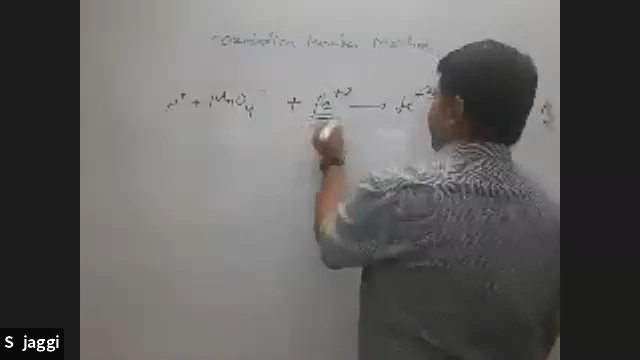 oxidation number method
H⁺ + MnO₄⁻ + Fe⁺² ⟶ Fe⁺³
S jaggi